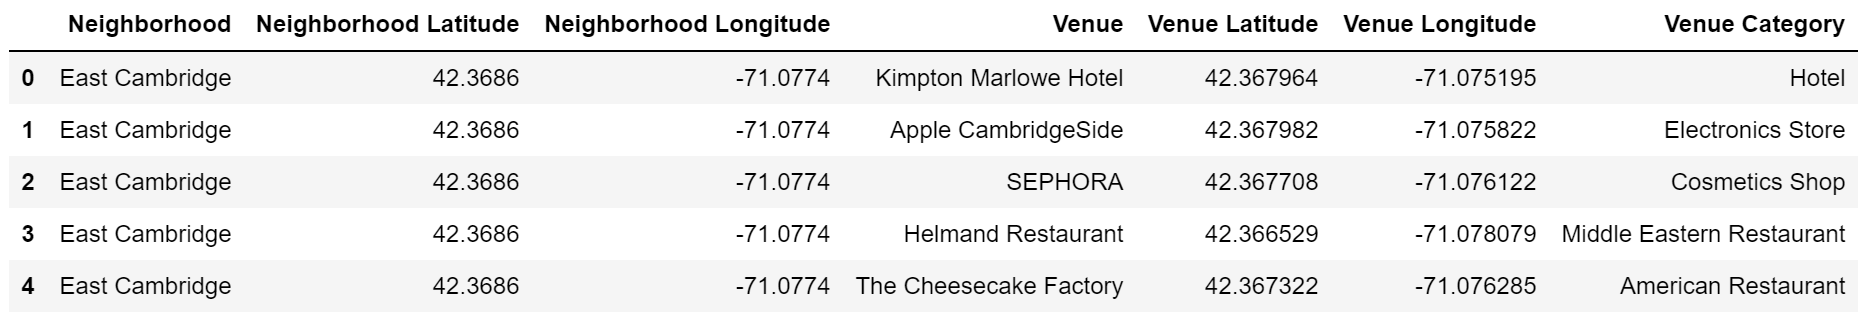 Neighborhood Neighborhood Latitude Neighborhood Longitude Venue Venue Latitude Venue Longitude Venue Category
0 East Cambridge 42.3686 -71.0774 Kimpton Marlowe Hotel 42.367964 -71.075195 Hotel
1 East Cambridge 42.3686 -71.0774 Apple CambridgeSide 42.367982 -71.075822 Electronics Store
2 East Cambridge 42.3686 -71.0774 SEPHORA 42.367708 -71.076122 Cosmetics Shop
3 East Cambridge 42.3686 -71.0774 Helmand Restaurant 42.366529 -71.078079 Middle Eastern Restaurant
4 East Cambridge 42.3686 -71.0774 The Cheesecake Factory 42.367322 -71.076285 American Restaurant